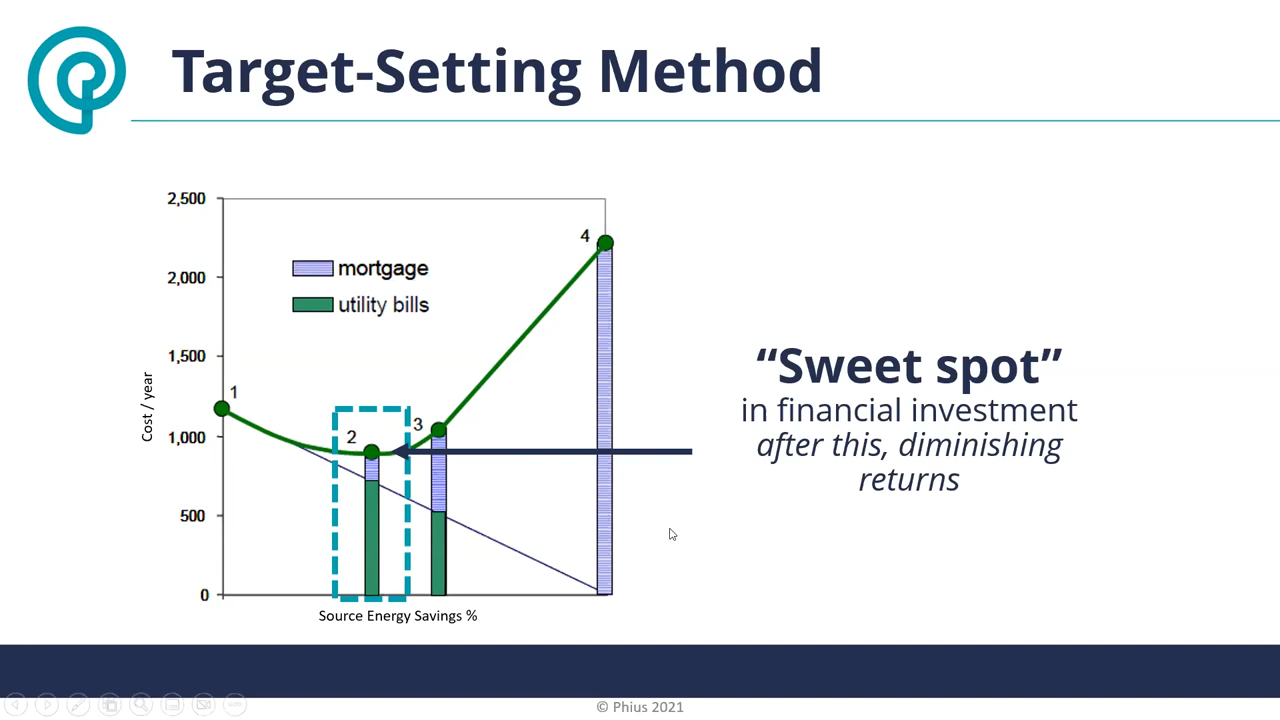 Target-Setting Method
2,500
2,000
1,500
1,000
500
0
Cost / year
mortgage
utility bills
1
2
3
4
Source Energy Savings %
“Sweet spot”
in financial investment
after this, diminishing
returns
© Phius 2021